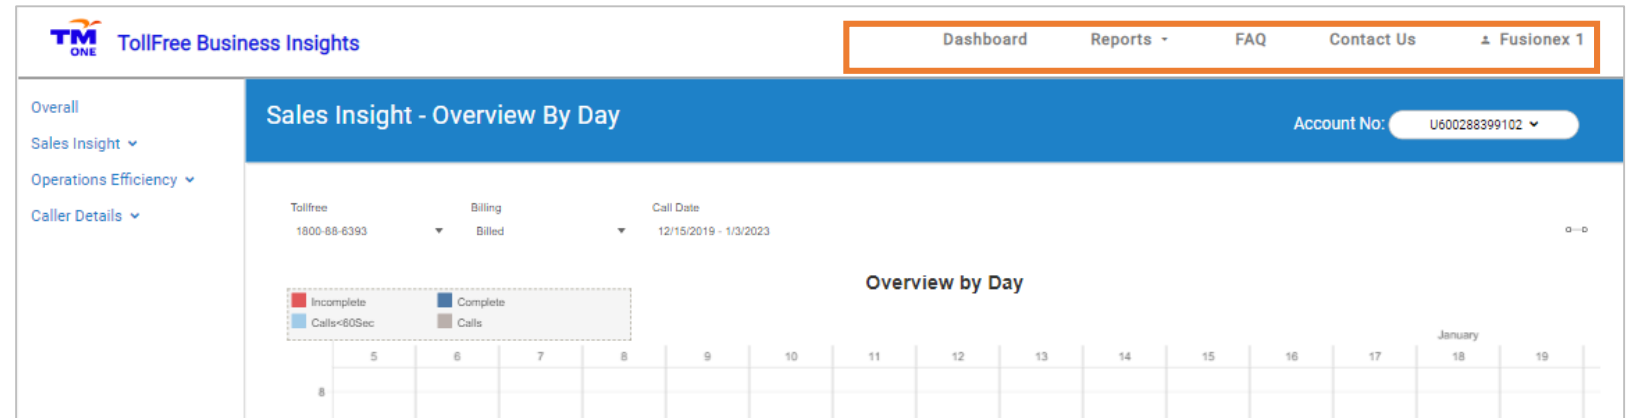 TM ONE TollFree Business Insights Dashboard Reports FAQ Contact Us Fusionex 1
Overall
Sales Insight
Operations Efficiency
Caller Details
Sales Insight - Overview By Day
Account No: U600288399102
Tollfree Billing Call Date
1800-88-6393 Billed 12/15/2019 - 1/3/2023
Overview by Day
Incomplete Complete
Calls<60Sec Calls
January
5 6 7 8 9 10 11 12 13 14 15 16 17 18 19
8